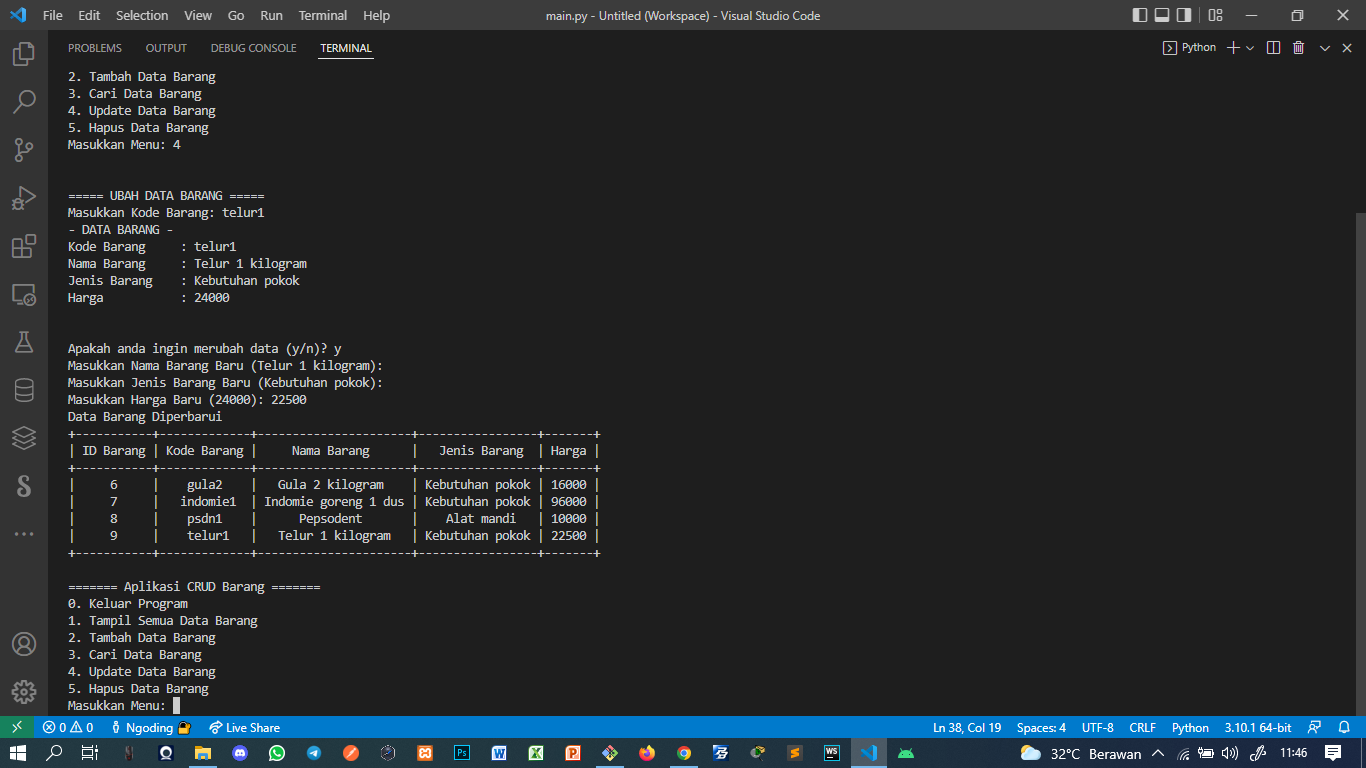 File Edit Selection View Go Run Terminal Help main.py - Untitled (Workspace) - Visual Studio Code
PROBLEMS OUTPUT DEBUG CONSOLE TERMINAL Python
2. Tambah Data Barang
3. Cari Data Barang
4. Update Data Barang
5. Hapus Data Barang
Masukkan Menu: 4
===== UBAH DATA BARANG =====
Masukkan Kode Barang: telur1
- DATA BARANG -
Kode Barang : telur1
Nama Barang : Telur 1 kilogram
Jenis Barang : Kebutuhan pokok
Harga : 24000
Apakah anda ingin merubah data (y/n)? y
Masukkan Nama Barang Baru (Telur 1 kilogram):
Masukkan Jenis Barang Baru (Kebutuhan pokok):
Masukkan Harga Baru (24000): 22500
Data Barang Diperbarui
+-----------+-------------+----------------------+-----------------+-------+
| ID Barang | Kode Barang | Nama Barang | Jenis Barang | Harga |
+-----------+-------------+----------------------+-----------------+-------+
| 6 | gula2 | Gula 2 kilogram | Kebutuhan pokok | 16000 |
| 7 | indomie1 | Indomie goreng 1 dus | Kebutuhan pokok | 96000 |
| 8 | psdn1 | Pepsodent | Alat mandi | 10000 |
| 9 | telur1 | Telur 1 kilogram | Kebutuhan pokok | 22500 |
+-----------+-------------+----------------------+-----------------+-------+
======= Aplikasi CRUD Barang =======
0. Keluar Program
1. Tampil Semua Data Barang
2. Tambah Data Barang
3. Cari Data Barang
4. Update Data Barang
5. Hapus Data Barang
Masukkan Menu:
0 0 Ngoding Live Share Ln 38, Col 19 Spaces: 4 UTF-8 CRLF Python 3.10.1 64-bit
Ps W X P WS 32°C Berawan 11:46